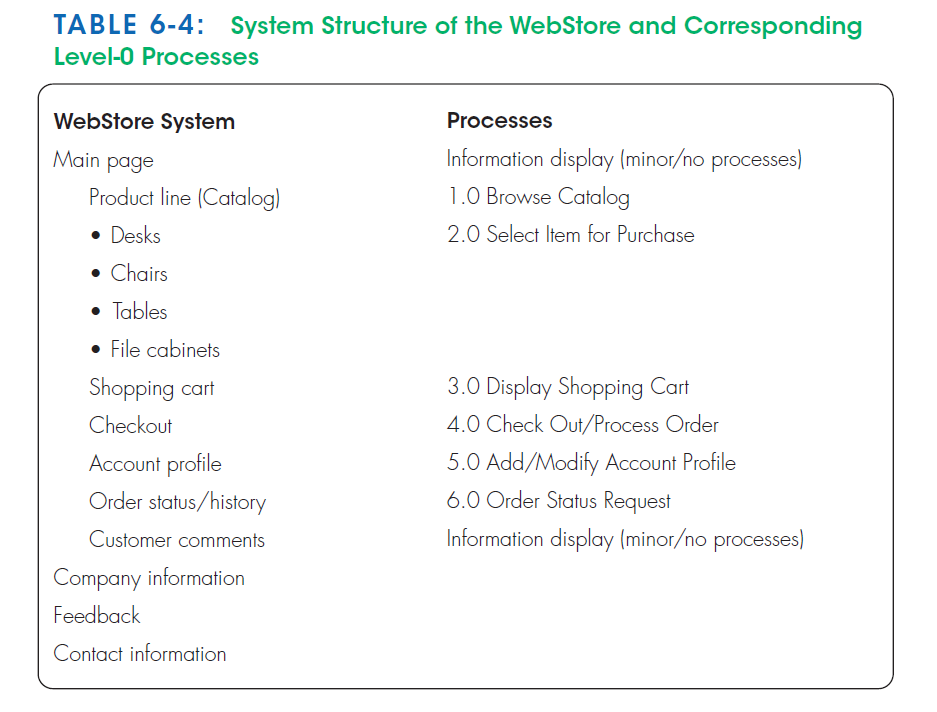 TABLE 6-4: System Structure of the WebStore and Corresponding
Level-0 Processes
WebStore System Processes
Main page Information display (minor/no processes)
Product line (Catalog) 1.0 Browse Catalog
• Desks 2.0 Select Item for Purchase
• Chairs
• Tables
• File cabinets
Shopping cart 3.0 Display Shopping Cart
Checkout 4.0 Check Out/Process Order
Account profile 5.0 Add/Modify Account Profile
Order status/history 6.0 Order Status Request
Customer comments Information display (minor/no processes)
Company information
Feedback
Contact information